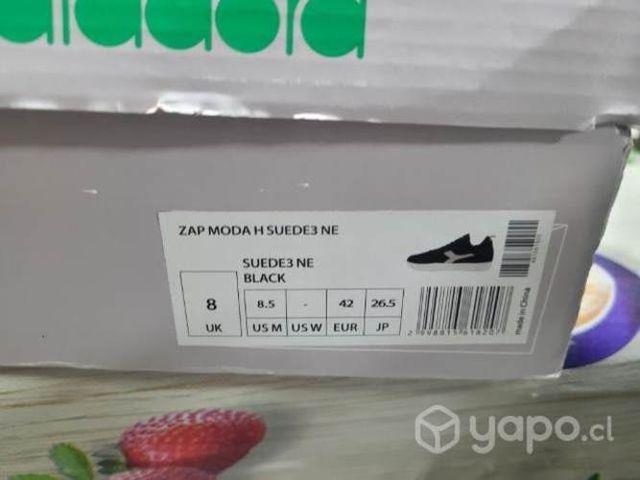 diadora
ZAP MODA H SUEDE3 NE
SUEDE3 NE
BLACK
8
UK
8.5 - 42 26.5
US M US W EUR JP
made in China
yapo.cl